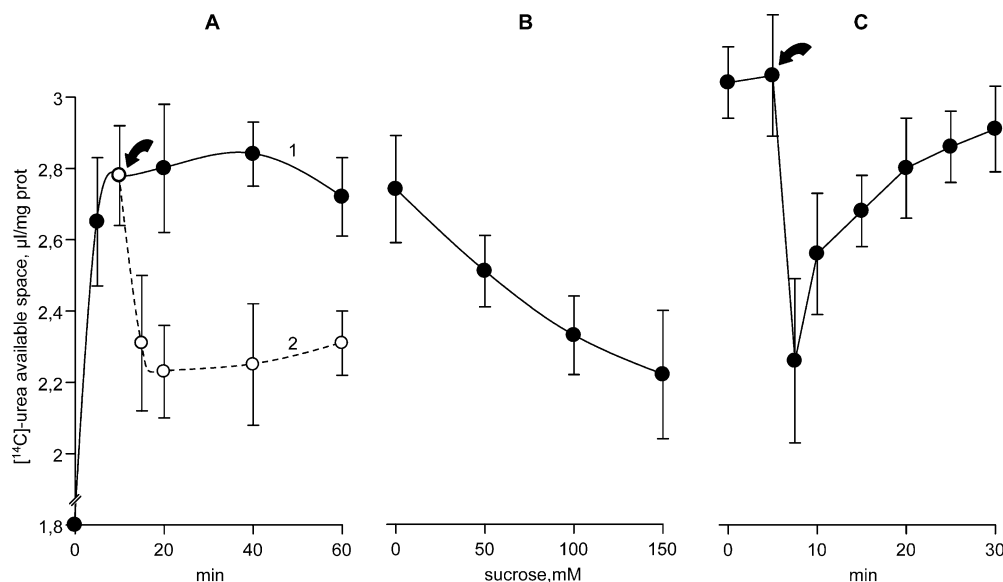 A B C
[¹⁴C]-urea available space, µl/mg prot
3
2,8
2,6
2,4
2,2
2
1,8
1
2
0 20 40 60
min
0 50 100 150
sucrose,mM
0 10 20 30
min